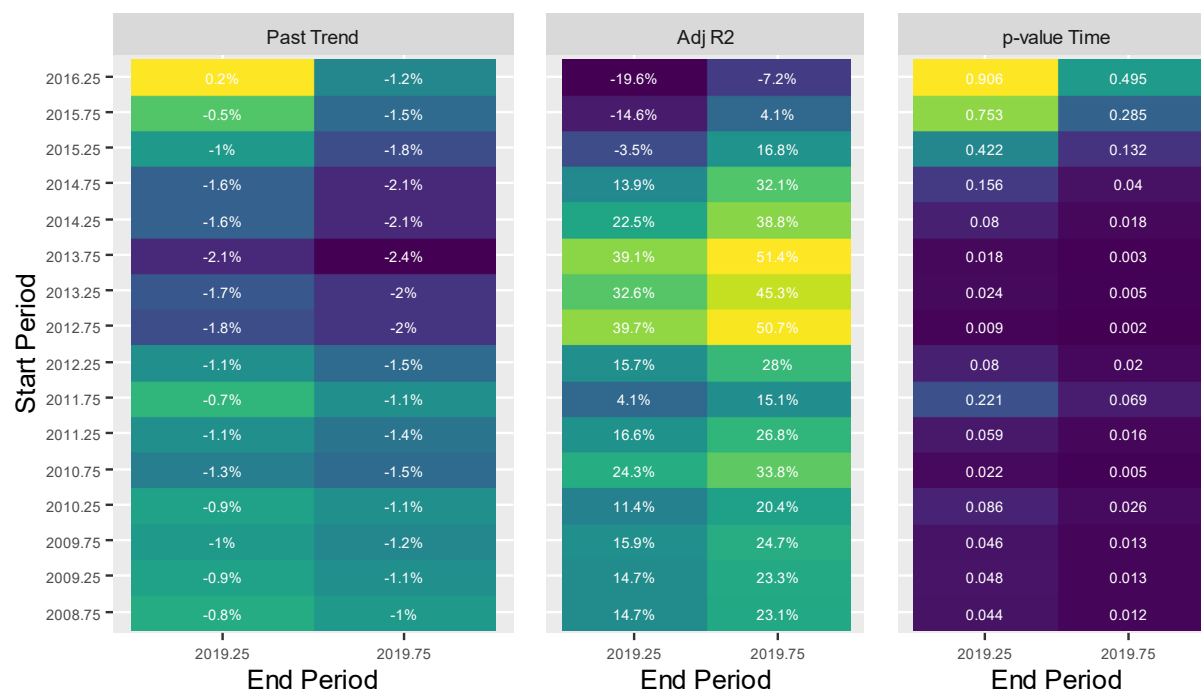 Past Trend Adj R2 p-value Time
2016.25 0.2% -1.2% -19.6% -7.2% 0.906 0.495
2015.75 -0.5% -1.5% -14.6% 4.1% 0.753 0.285
2015.25 -1% -1.8% -3.5% 16.8% 0.422 0.132
2014.75 -1.6% -2.1% 13.9% 32.1% 0.156 0.04
2014.25 -1.6% -2.1% 22.5% 38.8% 0.08 0.018
2013.75 -2.1% -2.4% 39.1% 51.4% 0.018 0.003
2013.25 -1.7% -2% 32.6% 45.3% 0.024 0.005
2012.75 -1.8% -2% 39.7% 50.7% 0.009 0.002
2012.25 -1.1% -1.5% 15.7% 28% 0.08 0.02
2011.75 -0.7% -1.1% 4.1% 15.1% 0.221 0.069
2011.25 -1.1% -1.4% 16.6% 26.8% 0.059 0.016
2010.75 -1.3% -1.5% 24.3% 33.8% 0.022 0.005
2010.25 -0.9% -1.1% 11.4% 20.4% 0.086 0.026
2009.75 -1% -1.2% 15.9% 24.7% 0.046 0.013
2009.25 -0.9% -1.1% 14.7% 23.3% 0.048 0.013
2008.75 -0.8% -1% 14.7% 23.1% 0.044 0.012
Start Period
2019.25 2019.75 2019.25 2019.75 2019.25 2019.75
End Period End Period End Period